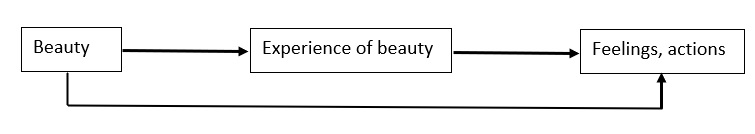 Beauty
Experience of beauty
Feelings, actions